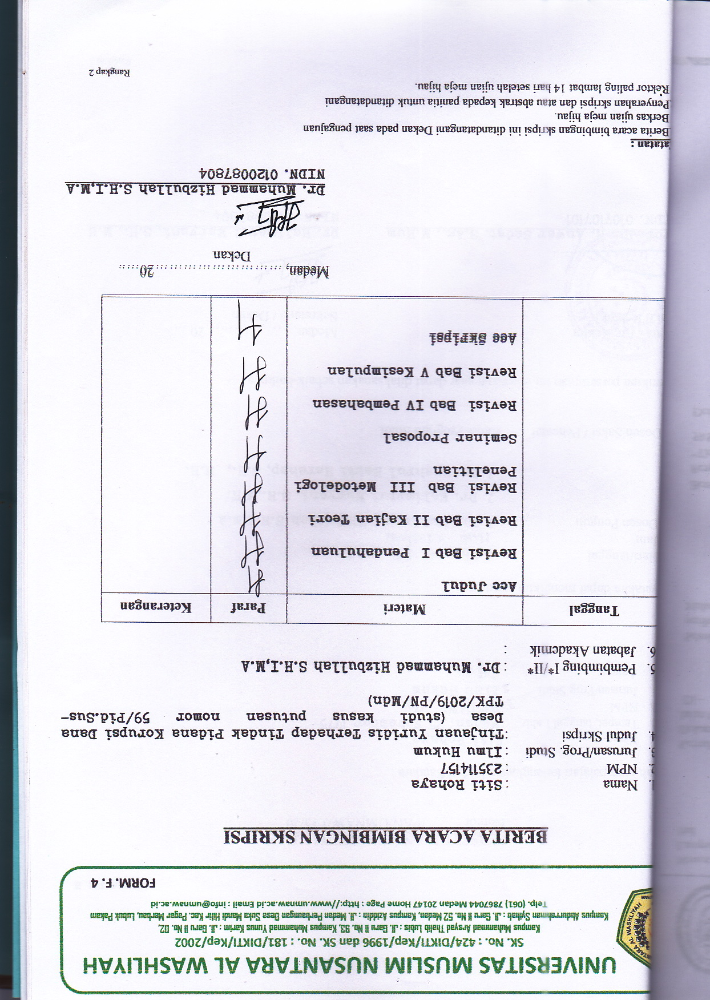 UNIVERSITAS MUSLIM NUSANTARA AL WASHLIYAH
SK. No. : 424/DIKTI/Kep/1996 dan SK. No. : 181/DIKTI/Kep/2002
Kampus Muhammad Arsyad Thalib Lubis : Jl. Garu II No. 93, Kampus Muhammad Yunus Karim : Jl. Garu II No. 02,
Kampus Abdurrahman Syihab : Jl. Garu II No. 52 Medan, Kampus Azizdin : Jl. Medan Perbaungan Desa Suka Mandi Hilir Kec. Pagar Merbau, Lubuk Pakam
Telp. (061) 7867044 Medan 20147 Home Page : http://www.umnaw.ac.id Email : info@umnaw.ac.id
FORM. F. 4
BERITA ACARA BIMBINGAN SKRIPSI
1. Nama : Siti Rohaya
2. NPM : 235114157
3. Jurusan/Prog. Studi : Ilmu Hukum
4. Judul Skripsi : Tinjauan Yuridis Terhadap Tindak Pidana Korupsi Dana
Desa (studi kasus putusan nomor 59/Pid.Sus-
TPK/2019/PN/Mdn)
5. Pembimbing I*/II* : Dr. Muhammad Hizbullah S.H.I,M.A
6. Jabatan Akademik :
Tanggal Materi Paraf Keterangan
Acc Judul
Revisi Bab I Pendahuluan
Revisi Bab II Kajian Teori
Revisi Bab III Metodelogi
Penelitian
Seminar Proposal
Revisi Bab IV Pembahasan
Revisi Bab V Kesimpulan
Acc Skripsi
Medan, ........................... 20.....
Dekan
Dr. Muhammad Hizbullah S.H.I,M.A
NIDN. 0120087804
atatan :
Berita acara bimbingan skripsi ini ditandatangani Dekan pada saat pengajuan
Berkas ujian meja hijau.
Penyerahan skripsi dan atau abstrak kepada panitia untuk ditandatangani
Rektor paling lambat 14 hari setelah ujian meja hijau.
Rangkap 2